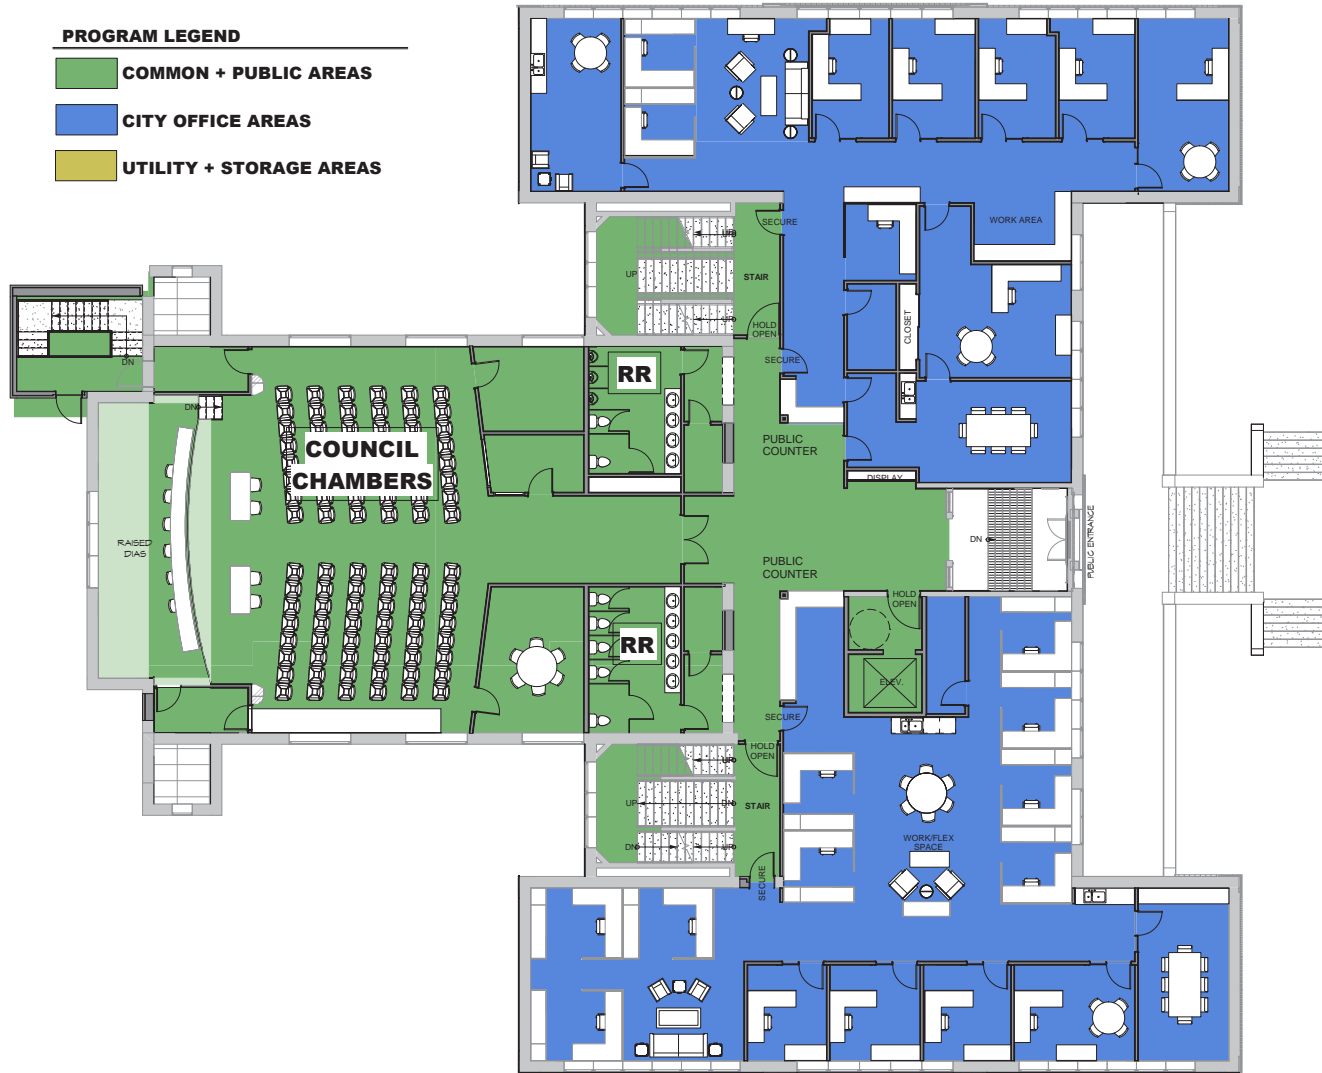 PROGRAM LEGEND
COMMON + PUBLIC AREAS
CITY OFFICE AREAS
UTILITY + STORAGE AREAS
WORK AREA
SECURE
UP
UP
STAIR
UP
HOLD
OPEN
CLOSET
SECURE
DN
RR
DN
COUNCIL
CHAMBERS
PUBLIC
COUNTER
DISPLAY
RAISED
DIAS
DN
PUBLIC ENTRANCE
PUBLIC
COUNTER
HOLD
OPEN
RR
ELEV.
SECURE
HOLD
OPEN
UP
UP
DN
STAIR
DN
UP
WORK/FLEX
SPACE
SECURE